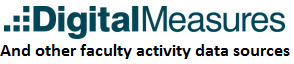 DigitalMeasures
And other faculty activity data sources